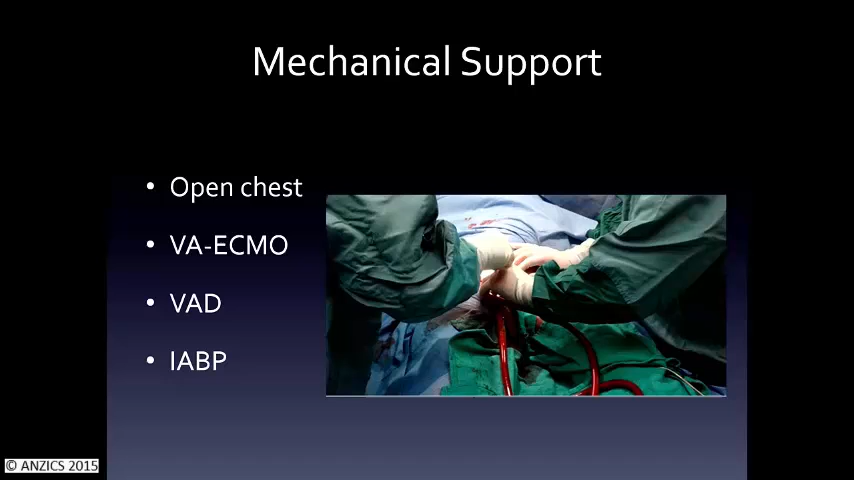 Mechanical Support
• Open chest
• VA-ECMO
• VAD
• IABP
© ANZICS 2015